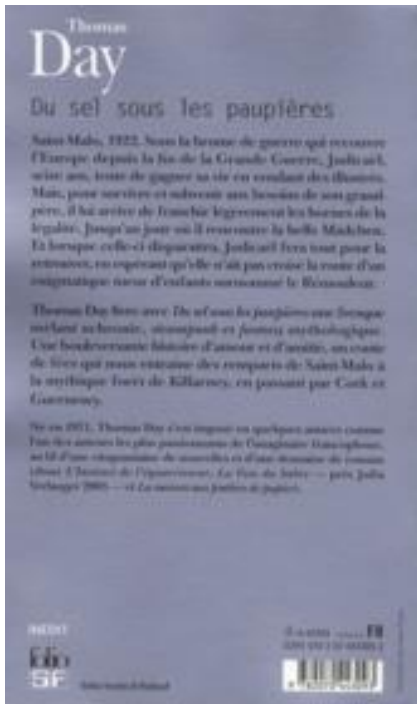 Thomas
Day
Du sel sous les paupières
Saint-Malo, 1922. Sous la brume de guerre qui recouvre
l'Europe depuis la fin de la Grande Guerre, Judicaël,
seize ans, tente de gagner sa vie en vendant des illustrés.
Mais, pour survivre et subvenir aux besoins de son grand-
père, il lui arrive de franchir légèrement les bornes de la
légalité. Jusqu'au jour où il rencontre la belle Mädchen.
Et lorsque celle-ci disparaîtra, Judicaël fera tout pour la
retrouver, en espérant qu'elle n'ait pas croisé la route d'un
énigmatique tueur d'enfants surnommé le Rémouleur.
Thomas Day livre avec Du sel sous les paupières une fresque
mêlant uchronie, steampunk et fantasy mythologique.
Une bouleversante histoire d'amour et d'amitié, un conte
de fées qui nous entraîne des remparts de Saint-Malo à
la mythique forêt de Killarney, en passant par Cork et
Guernesey.
Né en 1971, Thomas Day s'est imposé en quelques années comme
l'un des auteurs les plus passionnants de l'imaginaire francophone,
au fil d'une cinquantaine de nouvelles et d'une douzaine de romans
(dont L'Instinct de l'équarrisseur, La Voie du Sabre — prix Julia
Verlanger 2003 — et La maison aux fenêtres de papier).
INÉDIT
folio
SF
F8